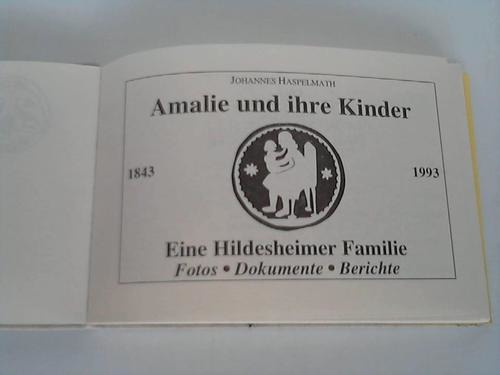 JOHANNES HASPELMATH
Amalie und ihre Kinder
1843
1993
Eine Hildesheimer Familie
Fotos • Dokumente • Berichte